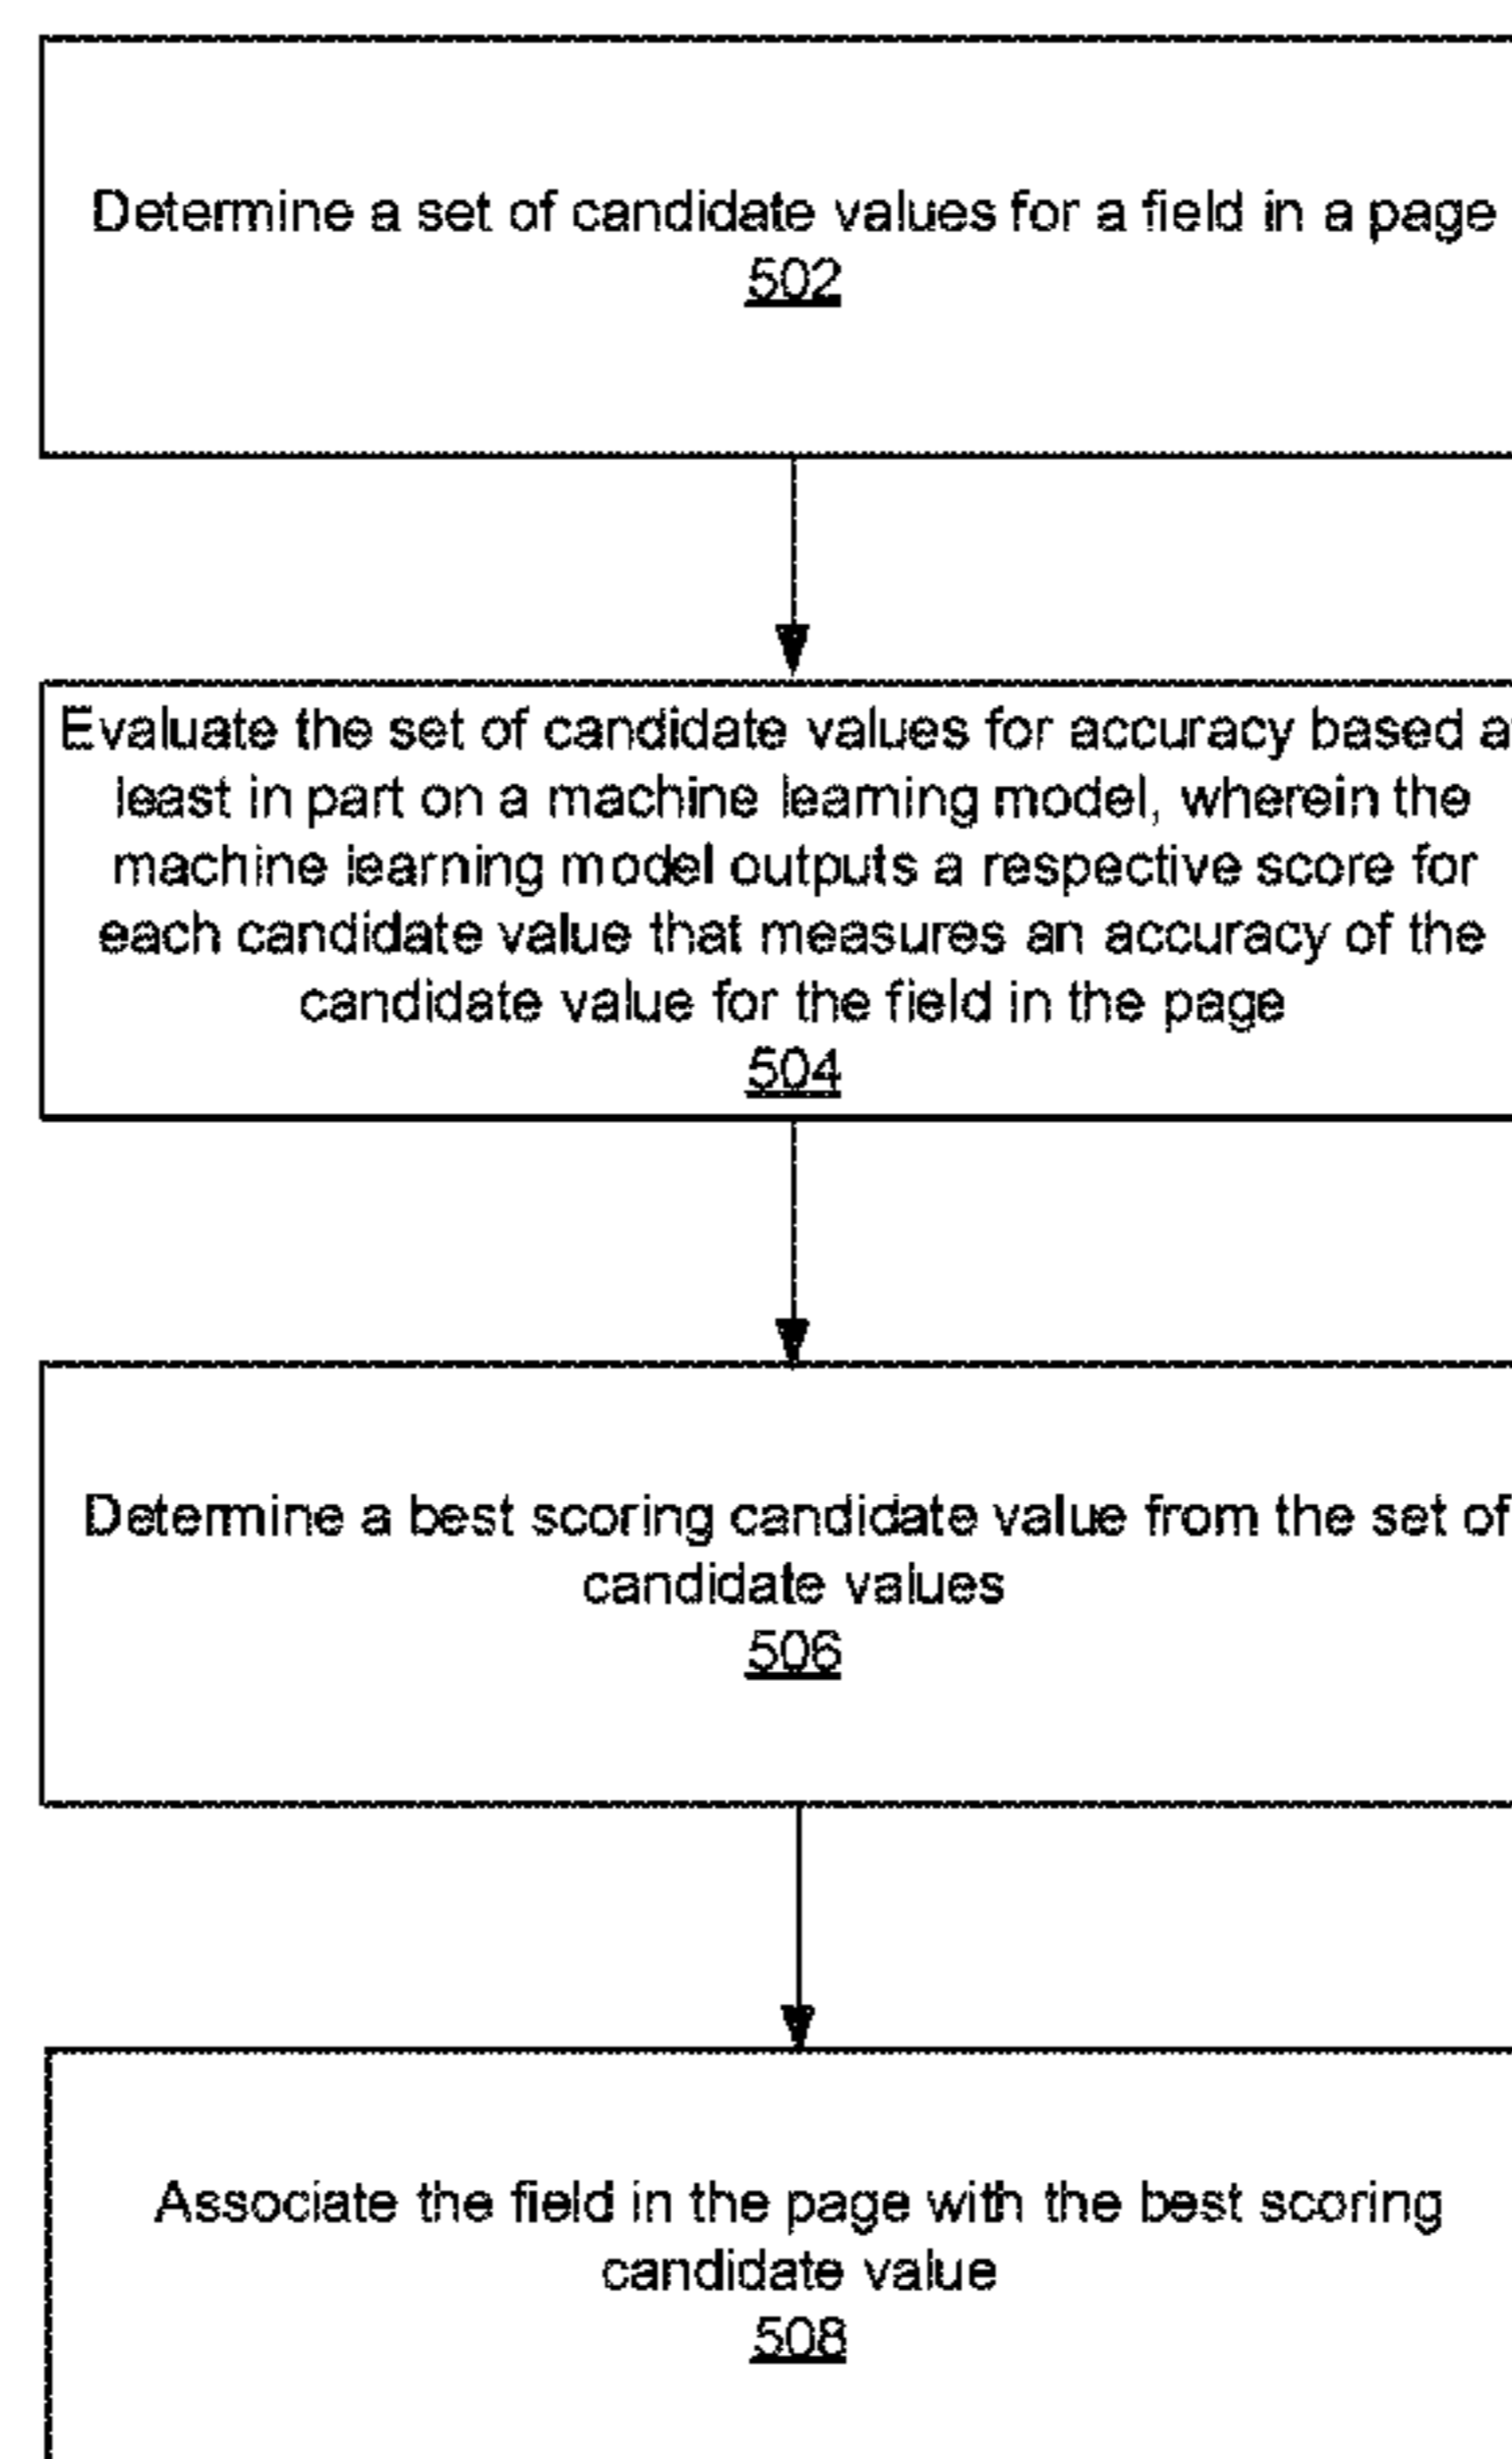 Determine a set of candidate values for a field in a page
502
Evaluate the set of candidate values for accuracy based a
least in part on a machine learning model, wherein the
machine learning model outputs a respective score for
each candidate value that measures an accuracy of the
candidate value for the field in the page
504
Determine a best scoring candidate value from the set of
candidate values
506
Associate the field in the page with the best scoring
candidate value
508